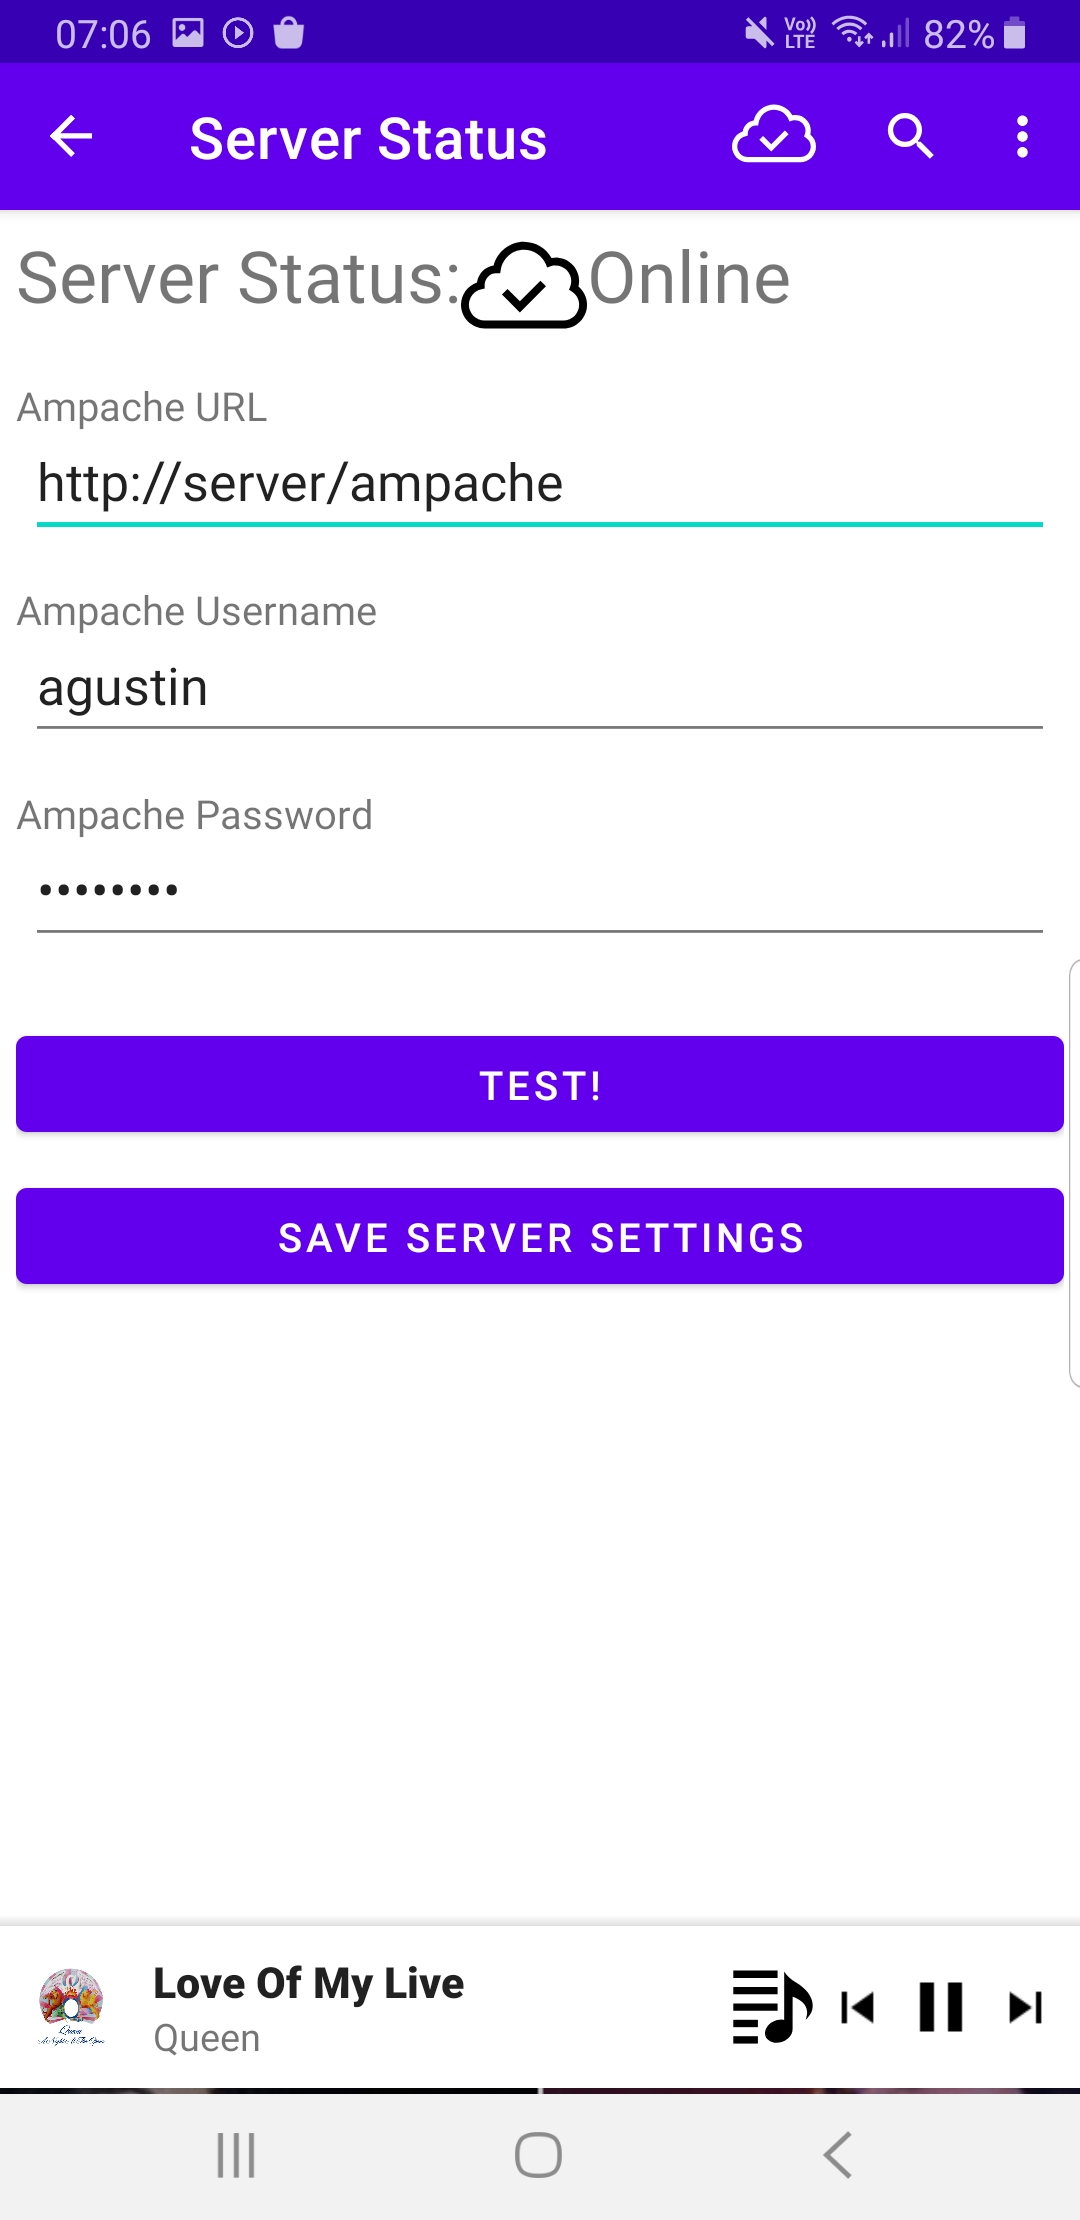 07:06 Vo)) LTE 82%
Server Status
Server Status: Online
Ampache URL
http://server/ampache
Ampache Username
agustin
Ampache Password
••••••••
TEST!
SAVE SERVER SETTINGS
Love Of My Live
Queen
Queen